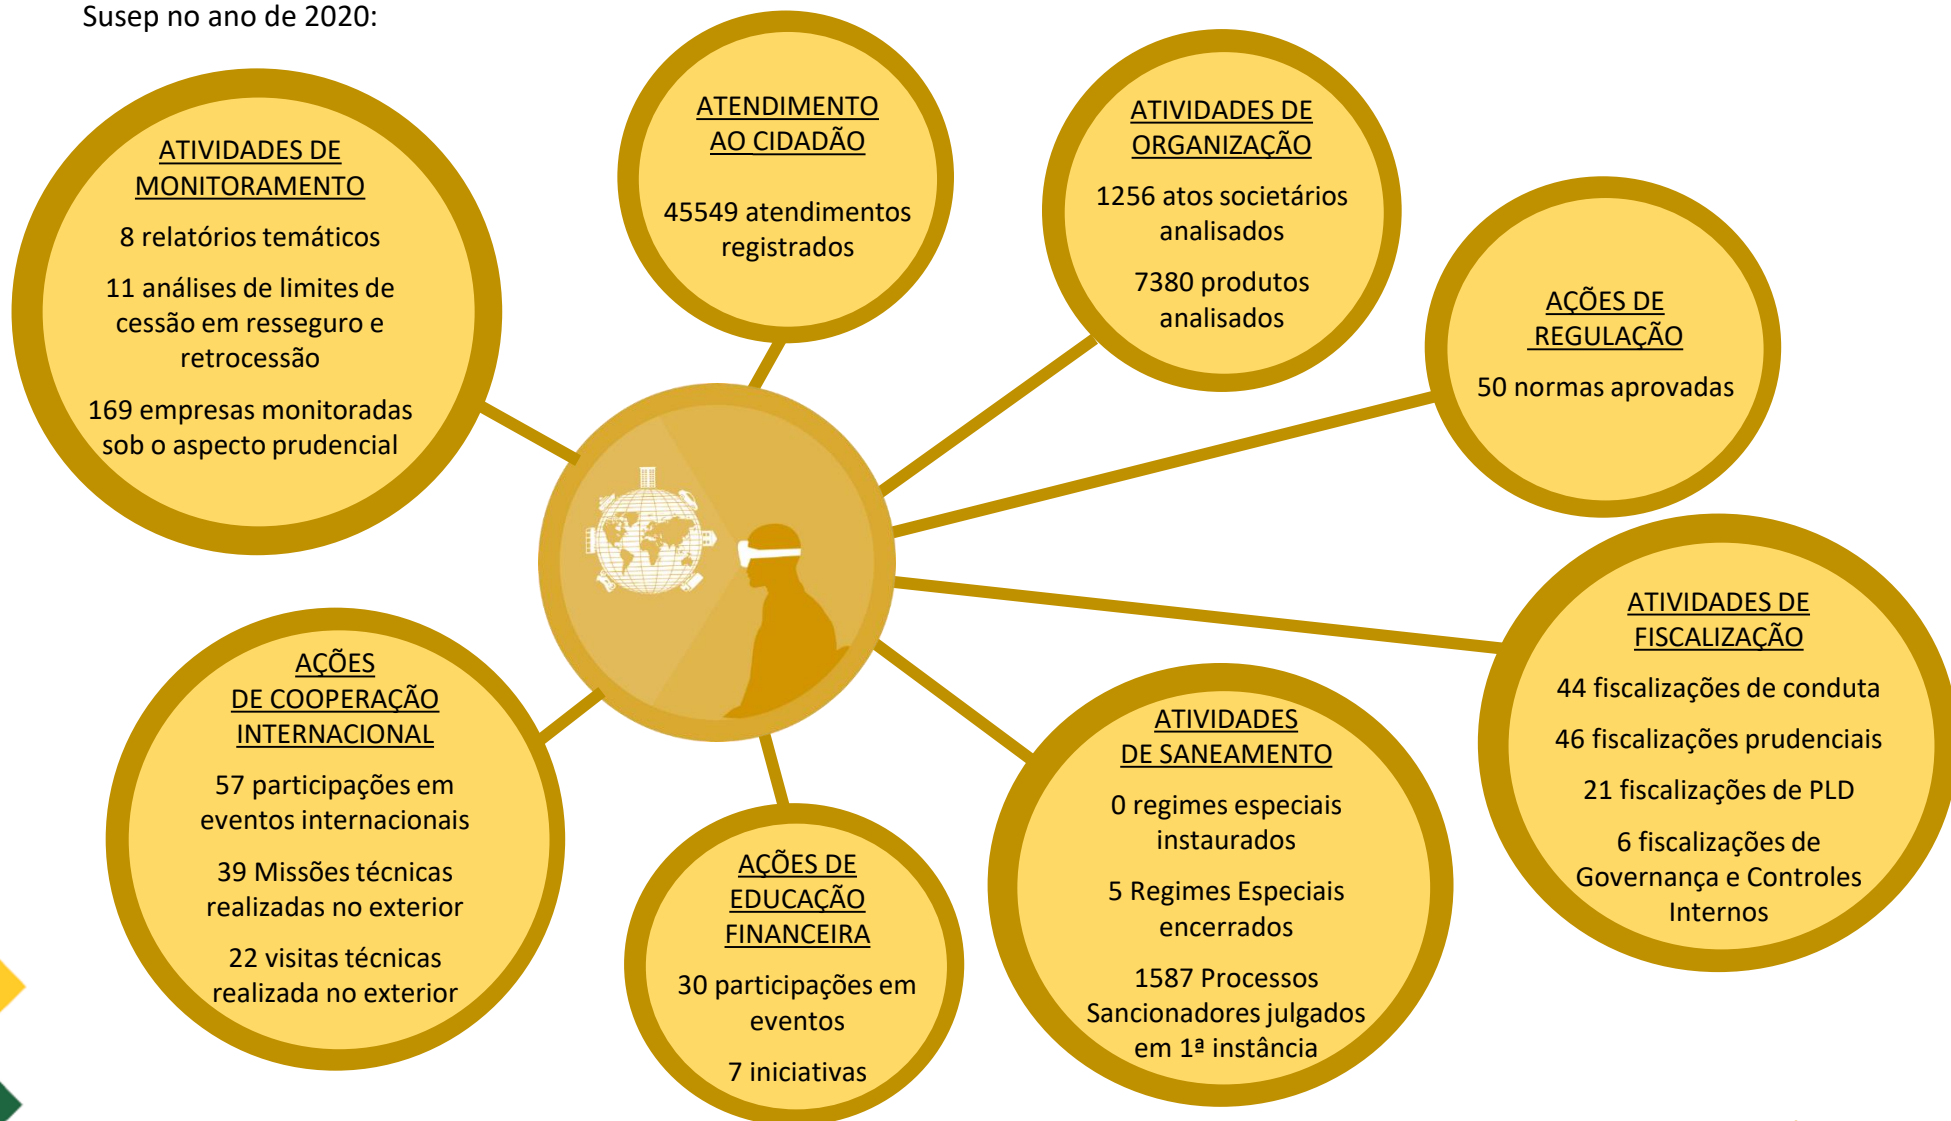 Susep no ano de 2020:
ATIVIDADES DE
MONITORAMENTO
8 relatórios temáticos
11 análises de limites de
cessão em resseguro e
retrocessão
169 empresas monitoradas
sob o aspecto prudencial
ATENDIMENTO
AO CIDADÃO
45549 atendimentos
registrados
ATIVIDADES DE
ORGANIZAÇÃO
1256 atos societários
analisados
7380 produtos
analisados
AÇÕES DE
REGULAÇÃO
50 normas aprovadas
ATIVIDADES DE
FISCALIZAÇÃO
44 fiscalizações de conduta
46 fiscalizações prudenciais
21 fiscalizações de PLD
6 fiscalizações de
Governança e Controles
Internos
ATIVIDADES
DE SANEAMENTO
0 regimes especiais
instaurados
5 Regimes Especiais
encerrados
1587 Processos
Sancionadores julgados
em 1ª instância
AÇÕES DE
EDUCAÇÃO
FINANCEIRA
30 participações em
eventos
7 iniciativas
AÇÕES
DE COOPERAÇÃO
INTERNACIONAL
57 participações em
eventos internacionais
39 Missões técnicas
realizadas no exterior
22 visitas técnicas
realizada no exterior